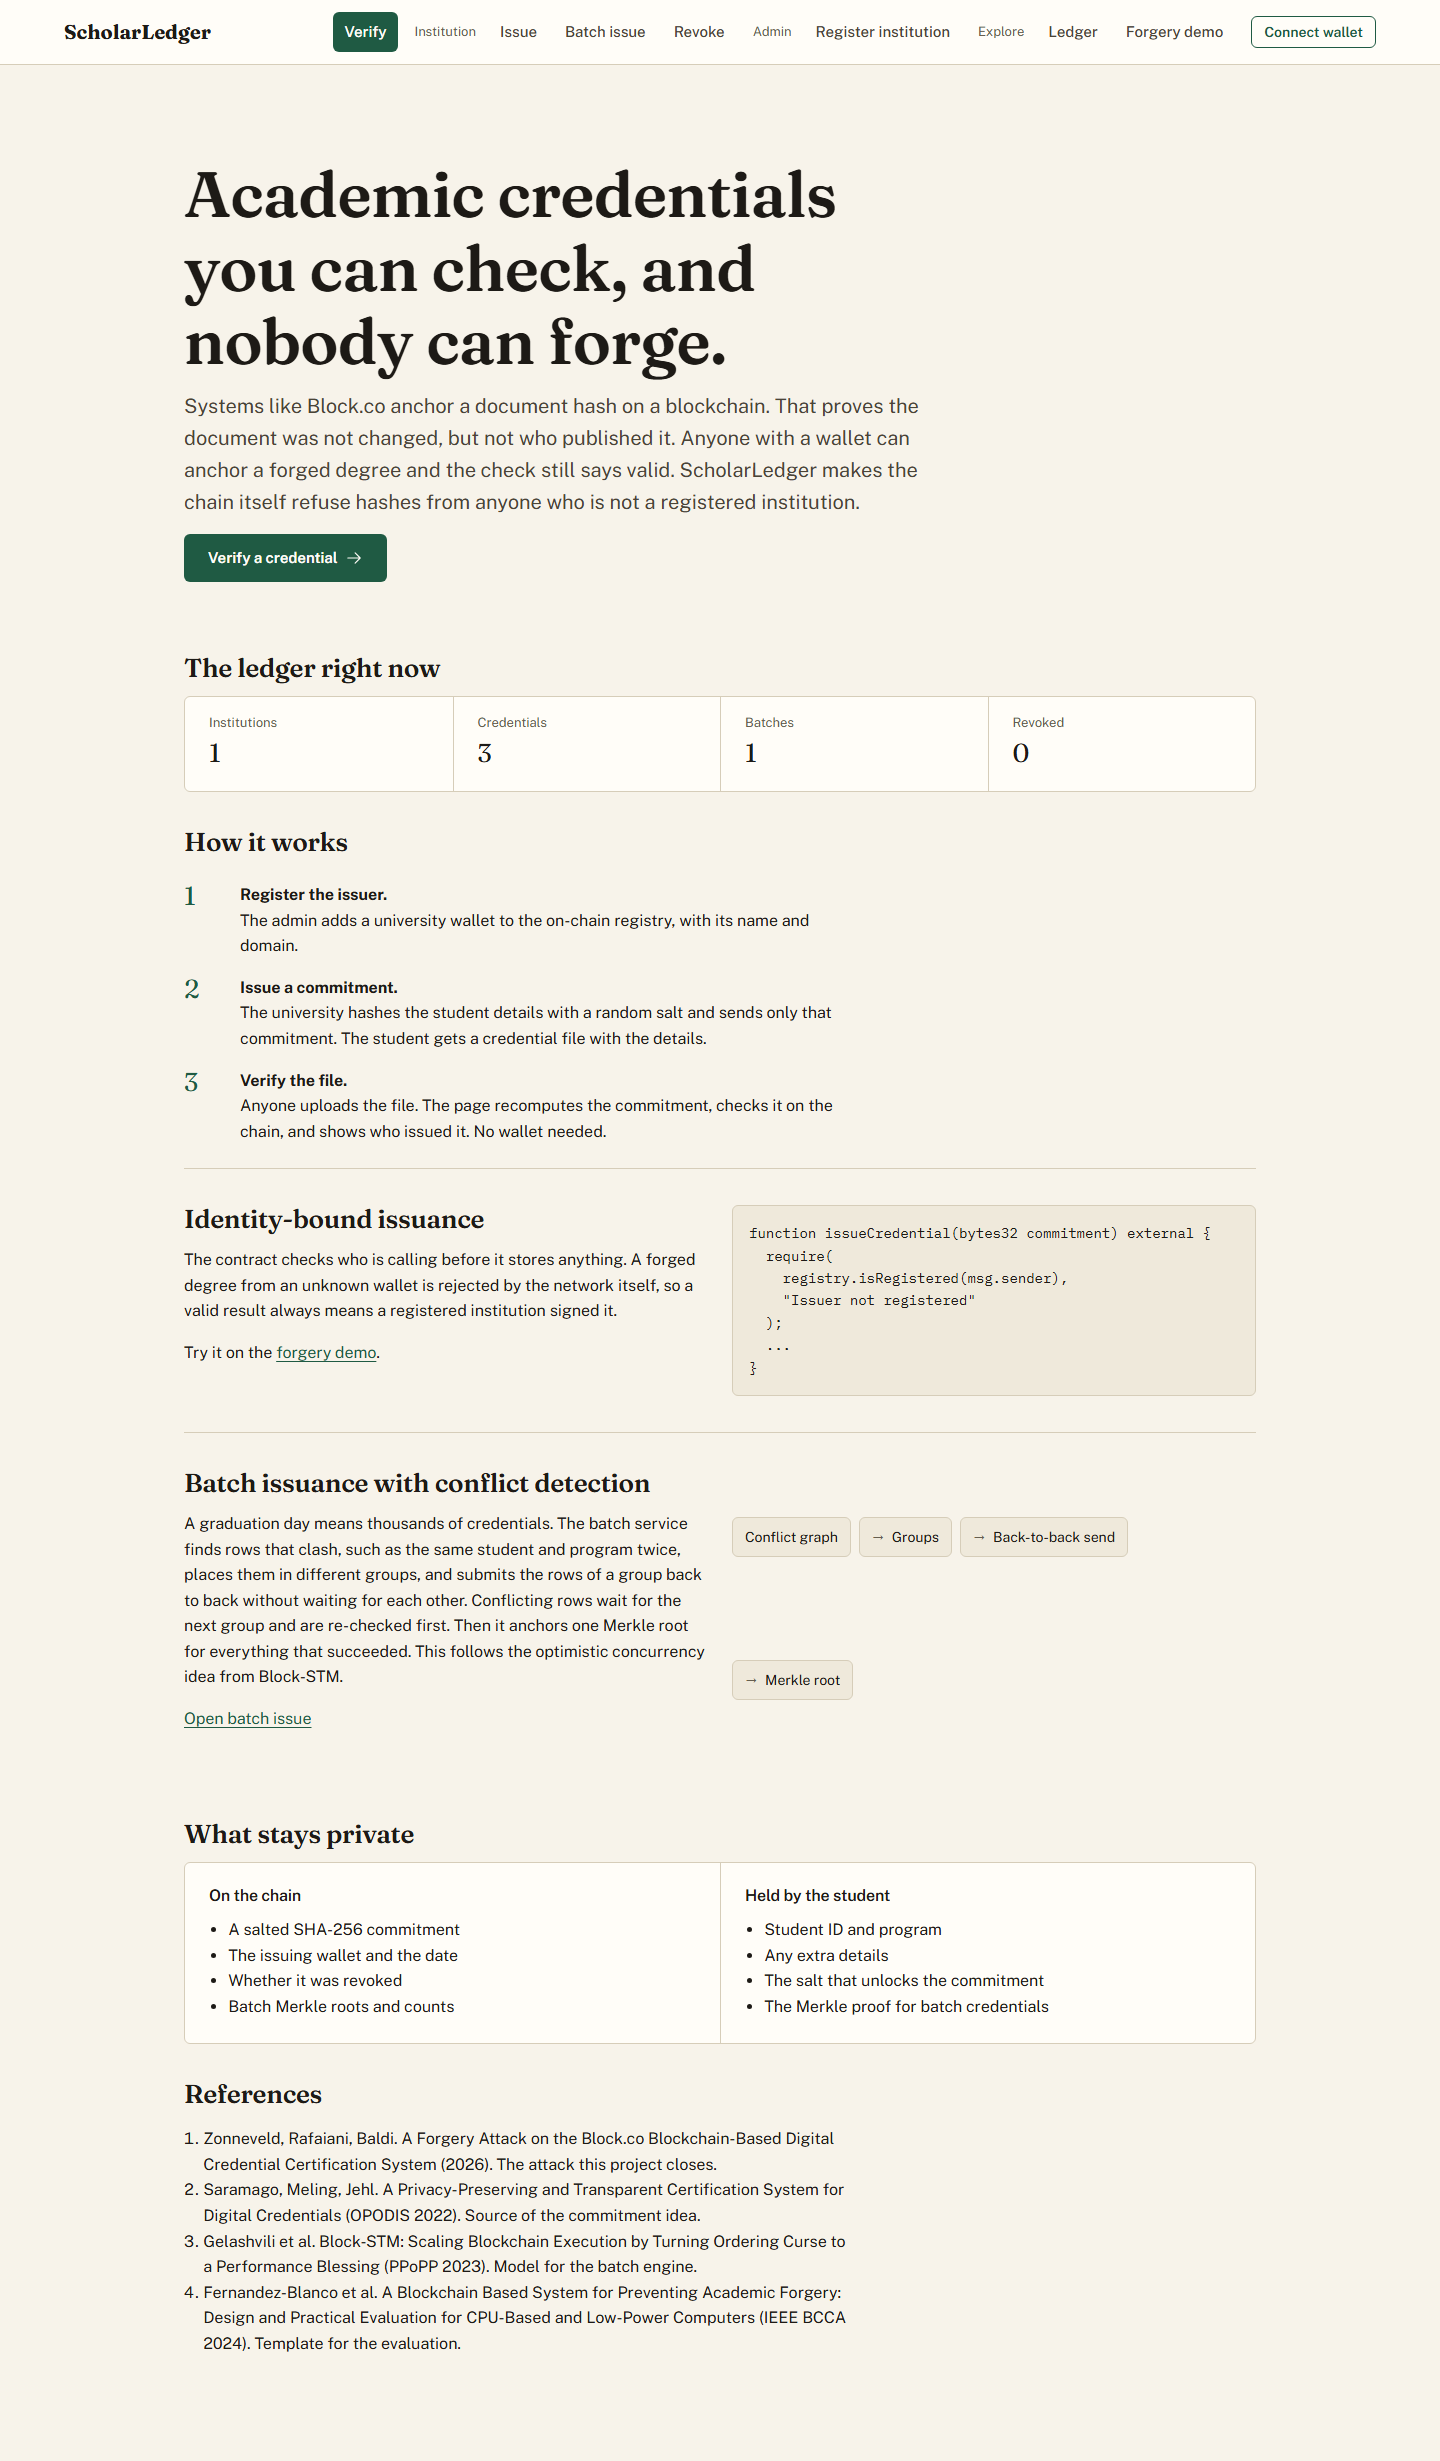 ScholarLedger
Verify
Institution
Issue
Batch issue
Revoke
Admin
Register institution
Explore
Ledger
Forgery demo
Connect wallet
Academic credentials
you can check, and
nobody can forge.
Systems like Block.co anchor a document hash on a blockchain. That proves the
document was not changed, but not who published it. Anyone with a wallet can
anchor a forged degree and the check still says valid. ScholarLedger makes the
chain itself refuse hashes from anyone who is not a registered institution.
Verify a credential →
The ledger right now
Institutions
1
Credentials
3
Batches
1
Revoked
0
How it works
1
Register the issuer.
The admin adds a university wallet to the on-chain registry, with its name and
domain.
2
Issue a commitment.
The university hashes the student details with a random salt and sends only that
commitment. The student gets a credential file with the details.
3
Verify the file.
Anyone uploads the file. The page recomputes the commitment, checks it on the
chain, and shows who issued it. No wallet needed.
Identity-bound issuance
The contract checks who is calling before it stores anything. A forged
degree from an unknown wallet is rejected by the network itself, so a
valid result always means a registered institution signed it.
Try it on the forgery demo.
function issueCredential(bytes32 commitment) external {
  require(
    registry.isRegistered(msg.sender),
    "Issuer not registered"
  );
  ...
}
Batch issuance with conflict detection
A graduation day means thousands of credentials. The batch service
finds rows that clash, such as the same student and program twice,
places them in different groups, and submits the rows of a group back
to back without waiting for each other. Conflicting rows wait for the
next group and are re-checked first. Then it anchors one Merkle root
for everything that succeeded. This follows the optimistic concurrency
idea from Block-STM.
Open batch issue
Conflict graph
→ Groups
→ Back-to-back send
→ Merkle root
What stays private
On the chain
• A salted SHA-256 commitment
• The issuing wallet and the date
• Whether it was revoked
• Batch Merkle roots and counts
Held by the student
• Student ID and program
• Any extra details
• The salt that unlocks the commitment
• The Merkle proof for batch credentials
References
1. Zonneveld, Rafaiani, Baldi. A Forgery Attack on the Block.co Blockchain-Based Digital
Credential Certification System (2026). The attack this project closes.
2. Saramago, Meling, Jehl. A Privacy-Preserving and Transparent Certification System for
Digital Credentials (OPODIS 2022). Source of the commitment idea.
3. Gelashvili et al. Block-STM: Scaling Blockchain Execution by Turning Ordering Curse to
a Performance Blessing (PPoPP 2023). Model for the batch engine.
4. Fernandez-Blanco et al. A Blockchain Based System for Preventing Academic Forgery:
Design and Practical Evaluation for CPU-Based and Low-Power Computers (IEEE BCCA
2024). Template for the evaluation.